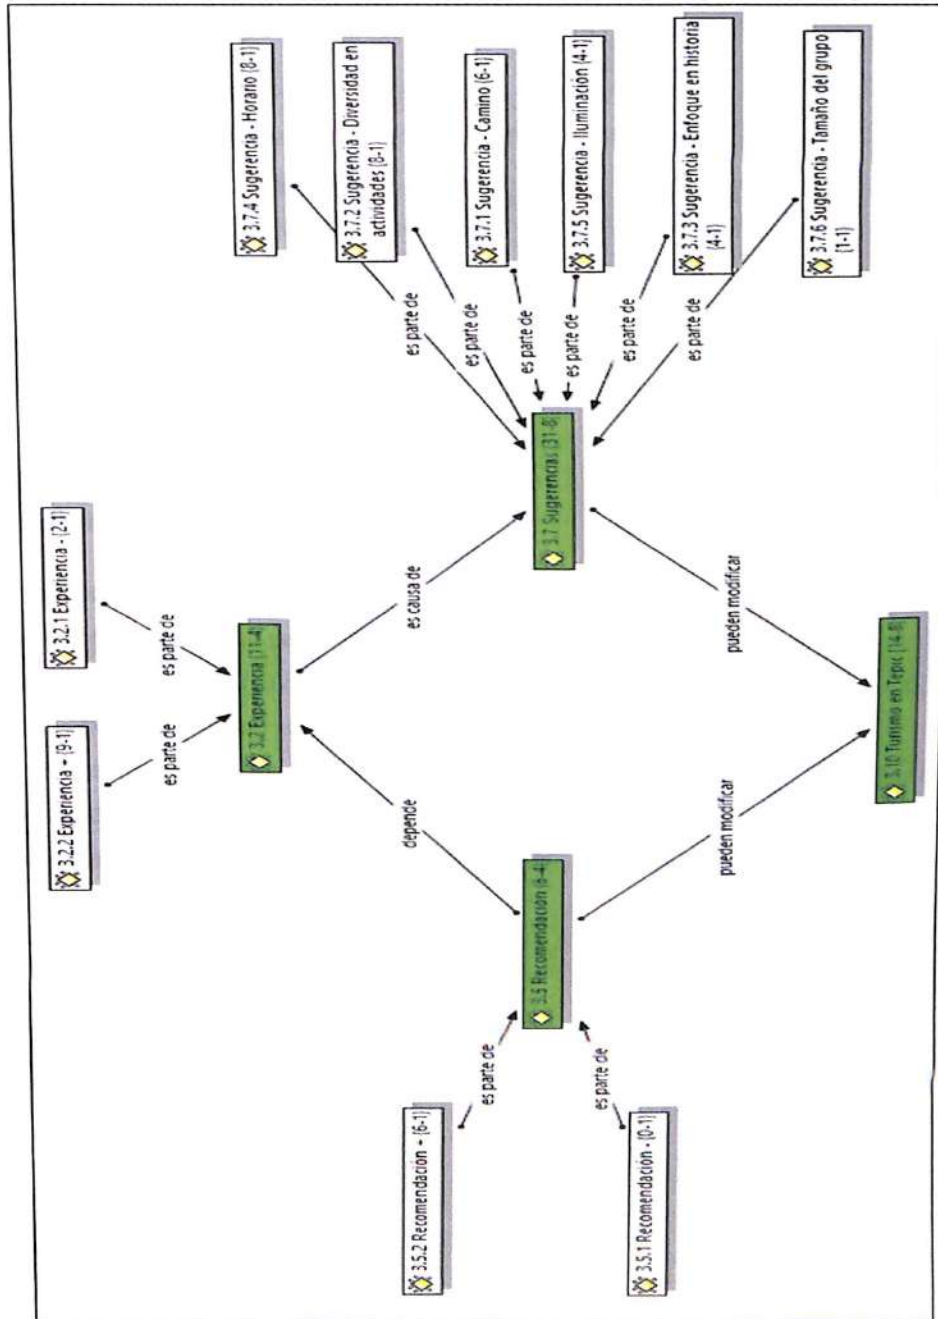 3.2.2 Experiencia + {9-1}
3.2.1 Experiencia - {2-1}
es parte de
es parte de
3.7.4 Sugerencia - Horario {8-1}
3.2 Experiencia {11-4}
3.7.2 Sugerencia - Diversidad en
actividades {8-1}
depende
es causa de
es parte de
3.5.2 Recomendación + {6-1}
es parte de
3.7.1 Sugerencia - Camino {6-1}
es parte de
es parte de
3.5 Recomendación
3.7 Sugerencias {31-8}
es parte de
3.7.5 Sugerencia - Iluminación {4-1}
es parte de
es parte de
3.5.1 Recomendación - {0-1}
3.7.3 Sugerencia - Enfoque en historia
{4-1}
es parte de
pueden modificar
pueden modificar
3.7.6 Sugerencia - Tamaño del grupo
{1-1}
Turismo en Tepic